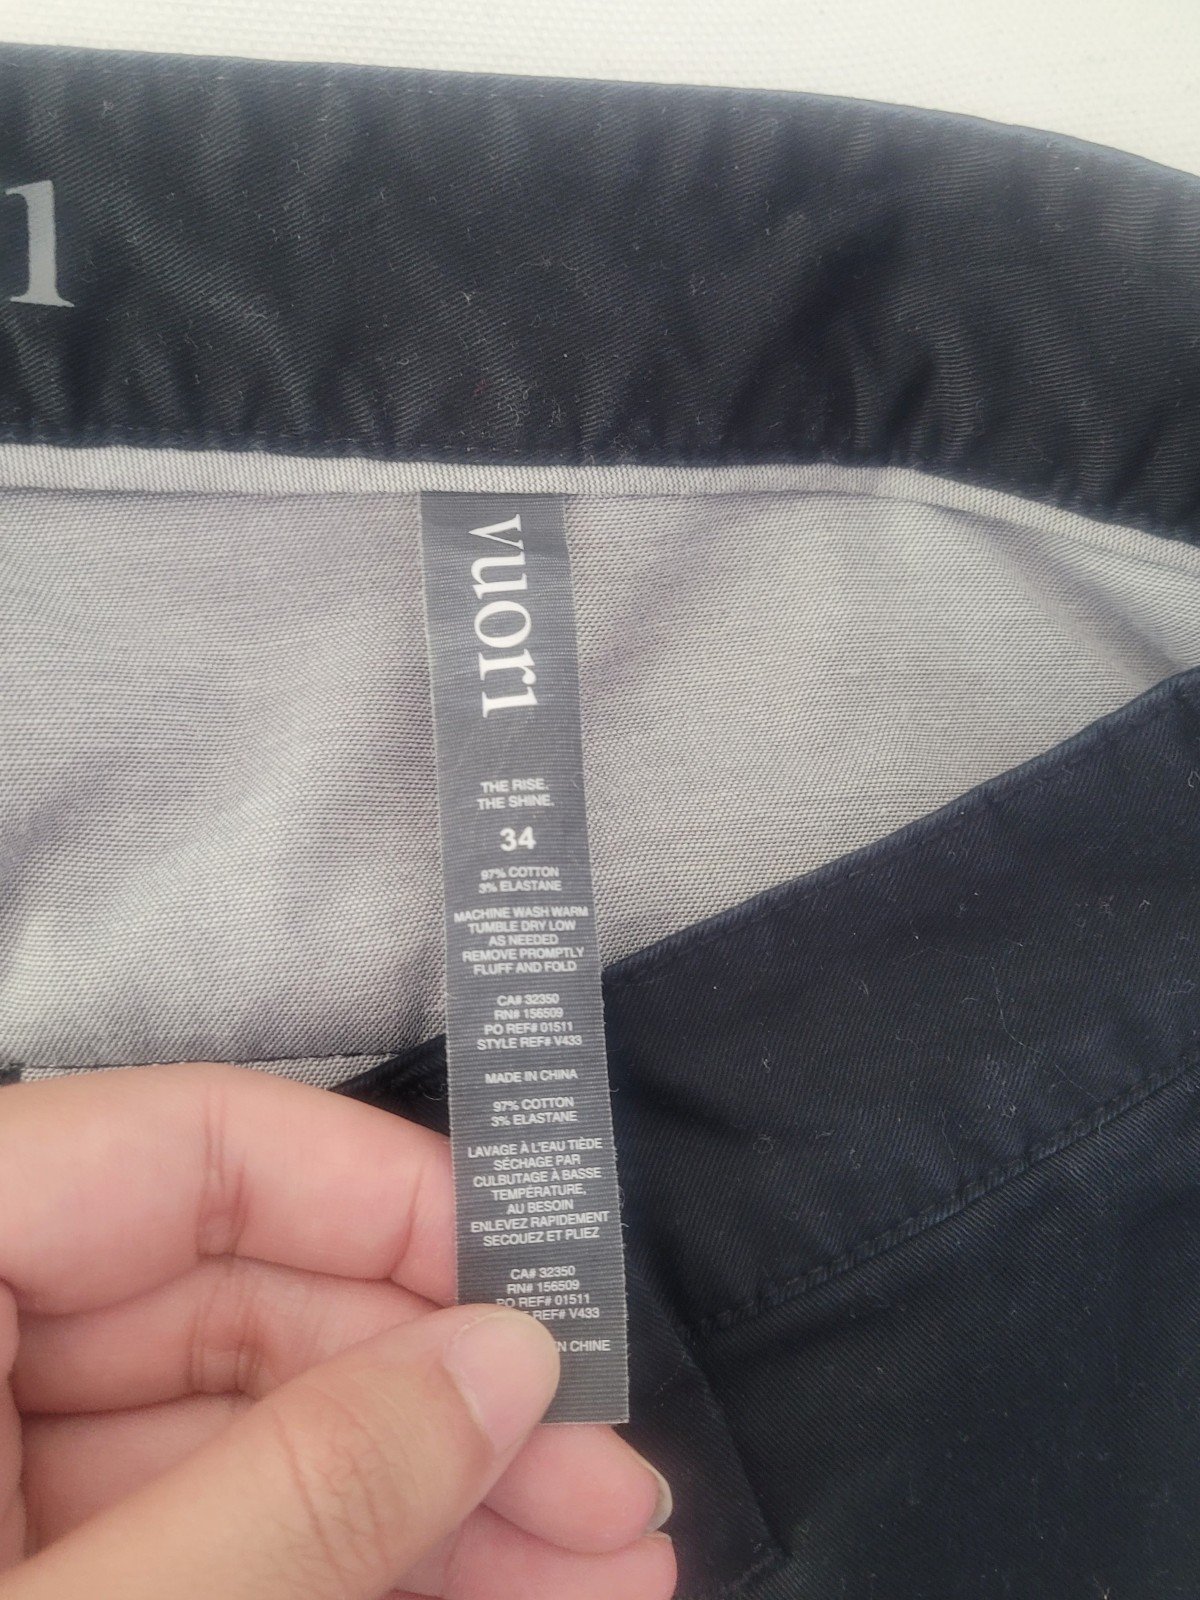 1
vuori
THE RISE.
THE SHINE.
34
97% COTTON
3% ELASTANE
MACHINE WASH WARM
TUMBLE DRY LOW
AS NEEDED
REMOVE PROMPTLY
FLUFF AND FOLD
CA# 32350
RN# 156509
PO REF# 01511
STYLE REF# V433
MADE IN CHINA
97% COTTON
3% ELASTANE
LAVAGE À L'EAU TIÈDE
SÉCHAGE PAR
CULBUTAGE À BASSE
TEMPÉRATURE,
AU BESOIN
ENLEVEZ RAPIDEMENT
SECOUEZ ET PLIEZ
CA# 32350
RN# 156509
PO REF# 01511
REF# V433
CHINE